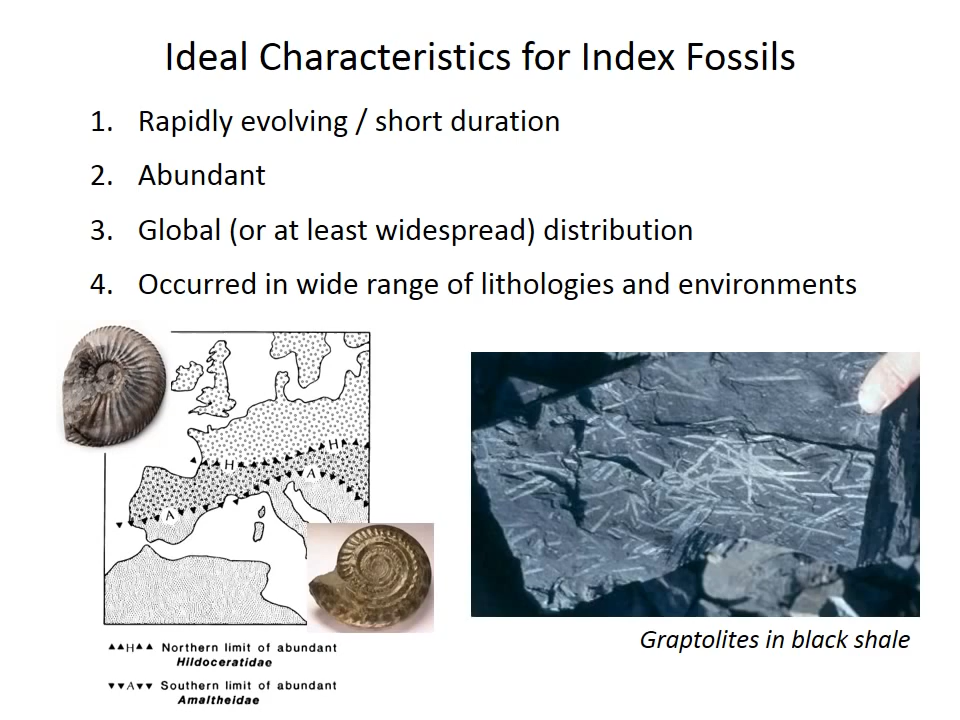 Ideal Characteristics for Index Fossils
1. Rapidly evolving / short duration
2. Abundant
3. Global (or at least widespread) distribution
4. Occurred in wide range of lithologies and environments
H
H
A
A
▲▲H▲▲ Northern limit of abundant
Hildoceratidae
▼▼A▼▼ Southern limit of abundant
Amaltheidae
Graptolites in black shale